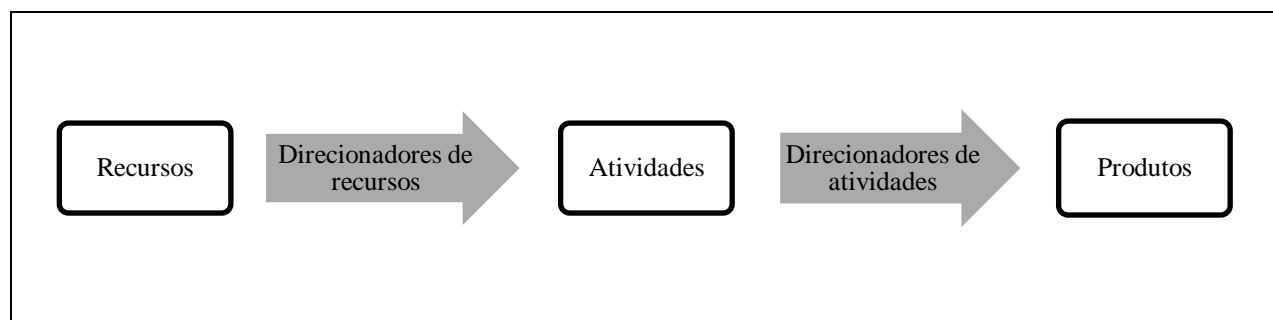 Recursos
Direcionadores de
recursos
Atividades
Direcionadores de
atividades
Produtos